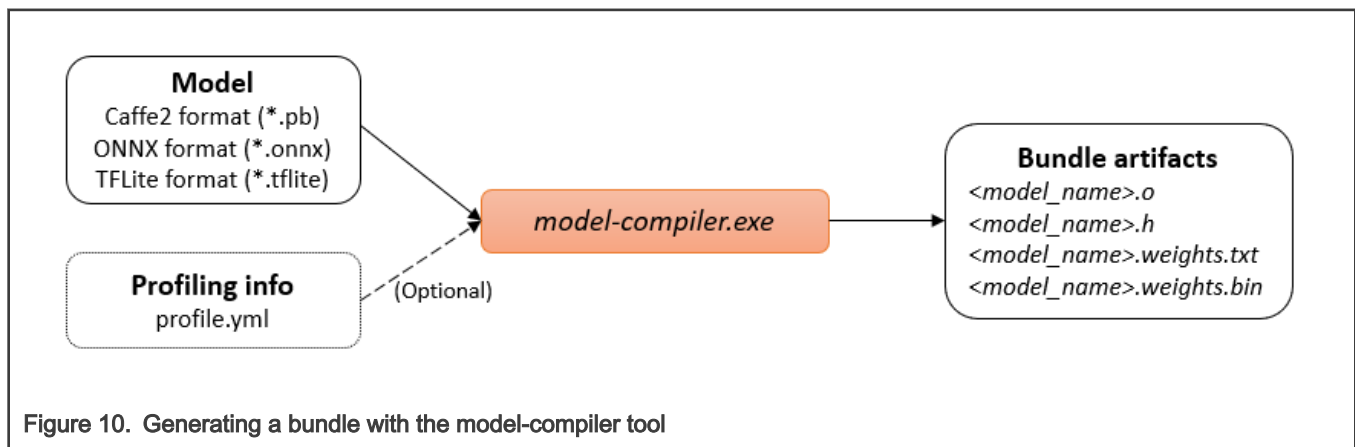 Model
Caffe2 format (*.pb)
ONNX format (*.onnx)
TFLite format (*.tflite)
Profiling info
profile.yml
(Optional)
model-compiler.exe
Bundle artifacts
<model_name>.o
<model_name>.h
<model_name>.weights.txt
<model_name>.weights.bin
Figure 10. Generating a bundle with the model-compiler tool